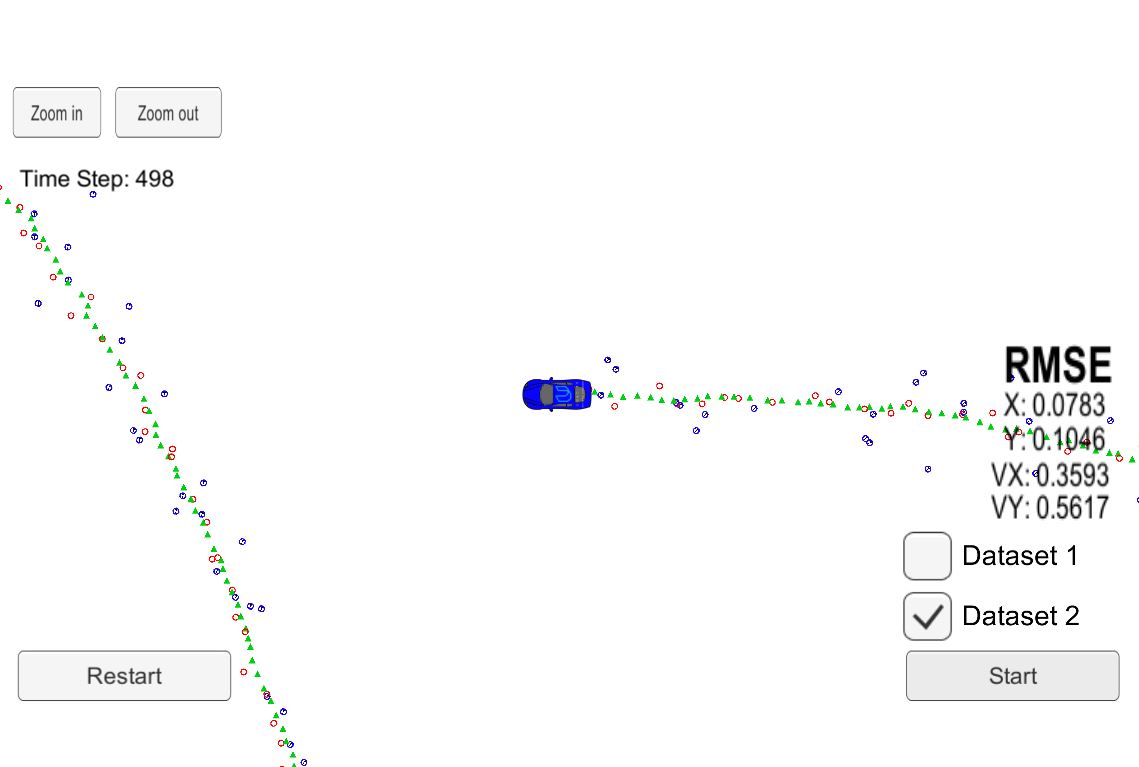 Zoom in
Zoom out
Time Step: 498
RMSE
X: 0.0783
Y: 0.1046
VX: 0.3593
VY: 0.5617
Dataset 1
Dataset 2
Restart
Start